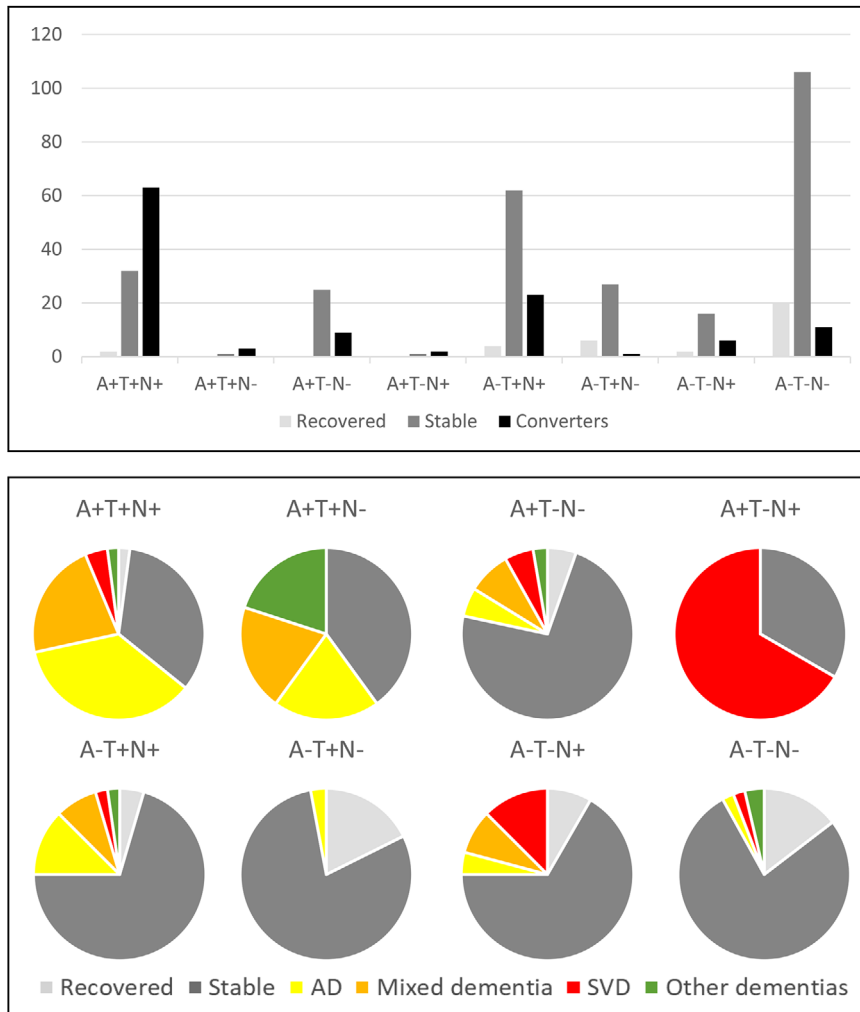 120
100
80
60
40
20
0
A+T+N+ A+T+N- A+T-N- A+T-N+ A-T+N+ A-T+N- A-T-N+ A-T-N-
Recovered Stable Converters
A+T+N+ A+T+N- A+T-N- A+T-N+
A-T+N+ A-T+N- A-T-N+ A-T-N-
Recovered Stable AD Mixed dementia SVD Other dementias